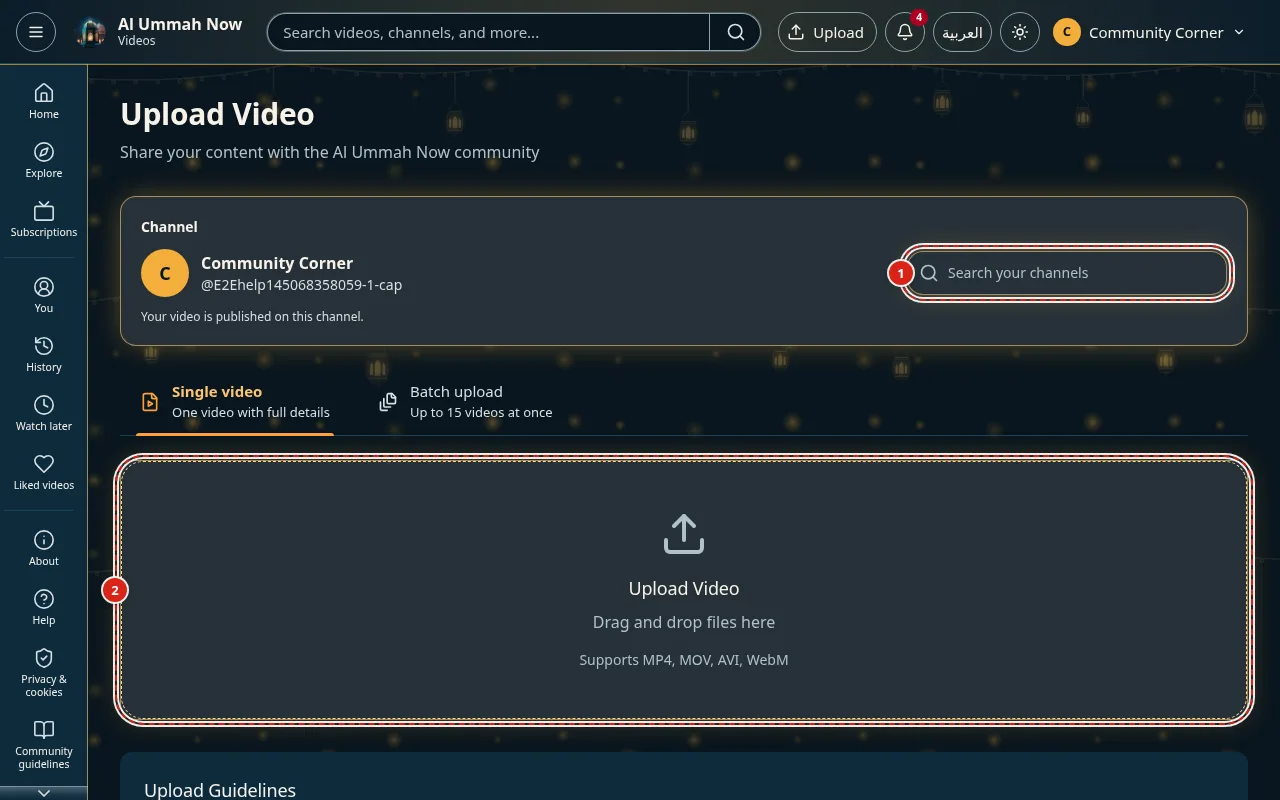 Al Ummah Now
Videos
Search videos, channels, and more...
Upload
4
العربية
C
Community Corner
Home
Explore
Subscriptions
You
History
Watch later
Liked videos
About
Help
Privacy &
cookies
Community
guidelines
Upload Video
Share your content with the Al Ummah Now community
Channel
C
Community Corner
@E2Ehelp145068358059-1-cap
Your video is published on this channel.
1
Search your channels
Single video
One video with full details
Batch upload
Up to 15 videos at once
2
Upload Video
Drag and drop files here
Supports MP4, MOV, AVI, WebM
Upload Guidelines